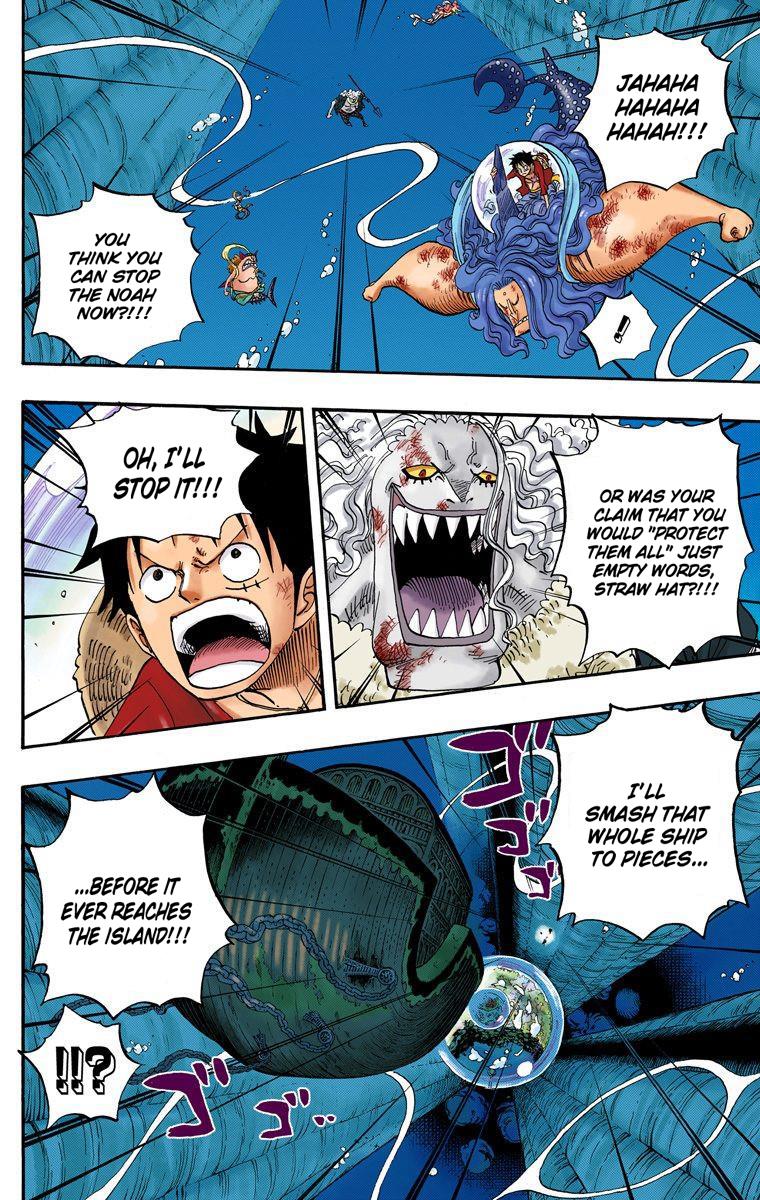 JAHAHA
HAHAHA
HAHAH!!!
YOU
THINK YOU
CAN STOP
THE NOAH
NOW?!!!
!
OH, I'LL
STOP IT!!!
OR WAS YOUR
CLAIM THAT YOU
WOULD "PROTECT
THEM ALL" JUST
EMPTY WORDS,
STRAW HAT?!!!
I'LL
SMASH THAT
WHOLE SHIP
TO PIECES...
...BEFORE IT
EVER REACHES
THE ISLAND!!!
ゴゴゴ
!!?
ゴゴ..